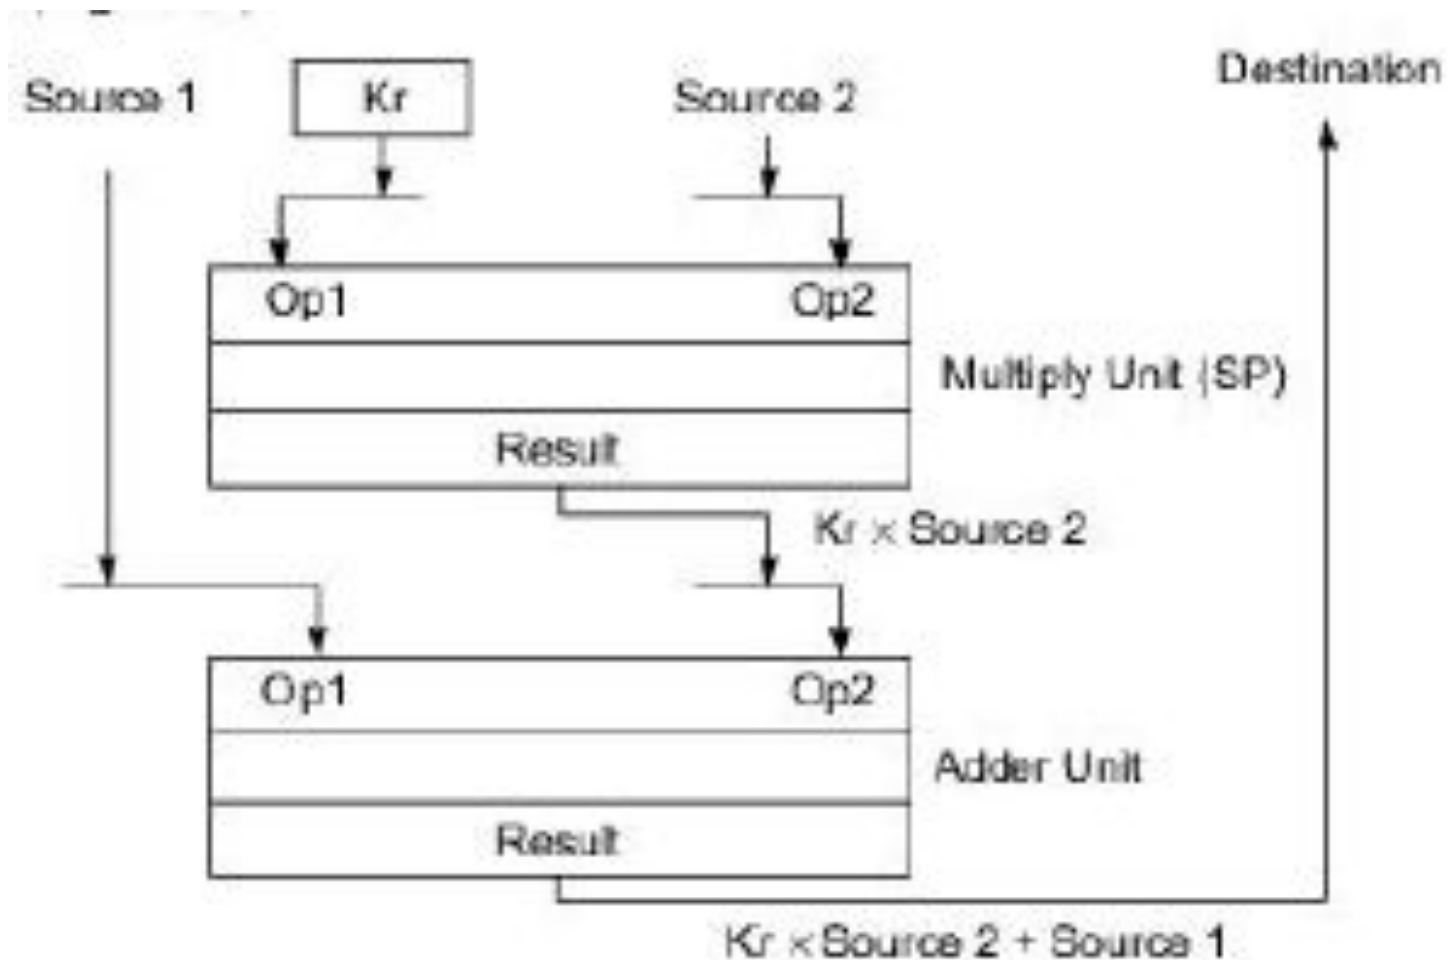 Source 1
Kr
Source 2
Destination
Op1
Op2
Multiply Unit (SP)
Result
Kr × Source 2
Op1
Op2
Adder Unit
Result
Kr × Source 2 + Source 1